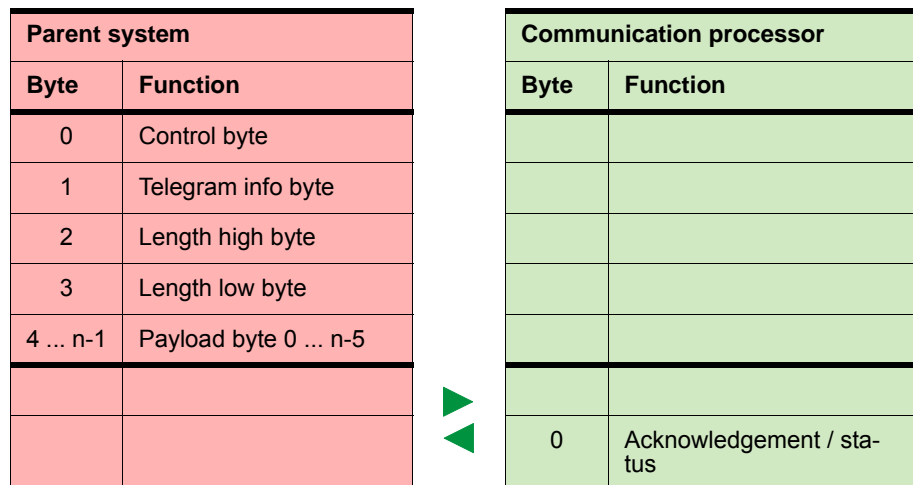 Parent system
Communication processor
Byte Function
Byte Function
0 Control byte
1 Telegram info byte
2 Length high byte
3 Length low byte
4 ... n-1 Payload byte 0 ... n-5
0 Acknowledgement / sta-
tus